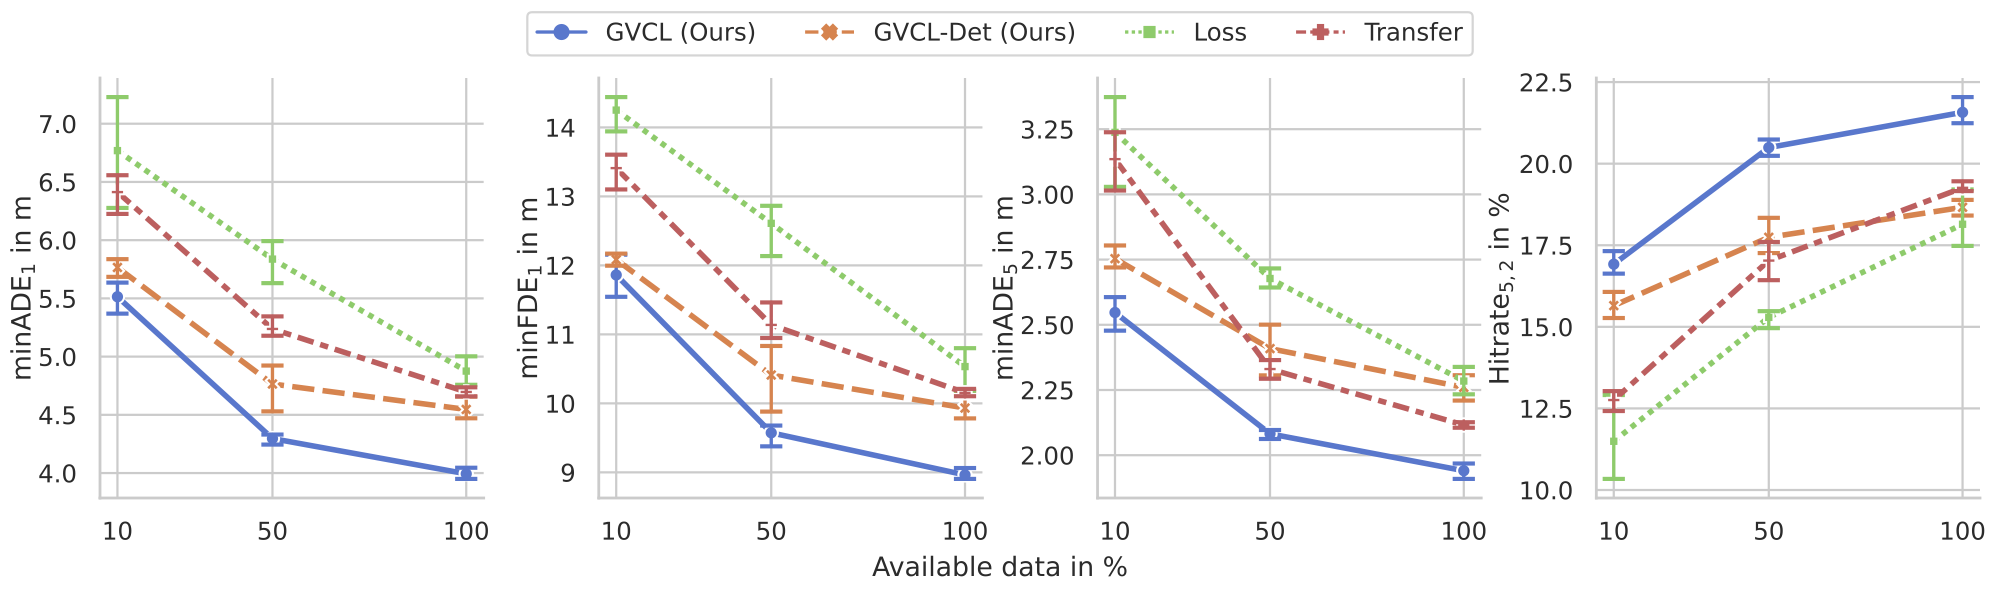 GVCL (Ours) GVCL-Det (Ours) Loss Transfer
minADE1 in m
7.0
6.5
6.0
5.5
5.0
4.5
4.0
10 50 100
minFDE1 in m
14
13
12
11
10
9
10 50 100
minADE5 in m
3.25
3.00
2.75
2.50
2.25
2.00
10 50 100
Hitrate5, 2 in %
22.5
20.0
17.5
15.0
12.5
10.0
10 50 100
Available data in %